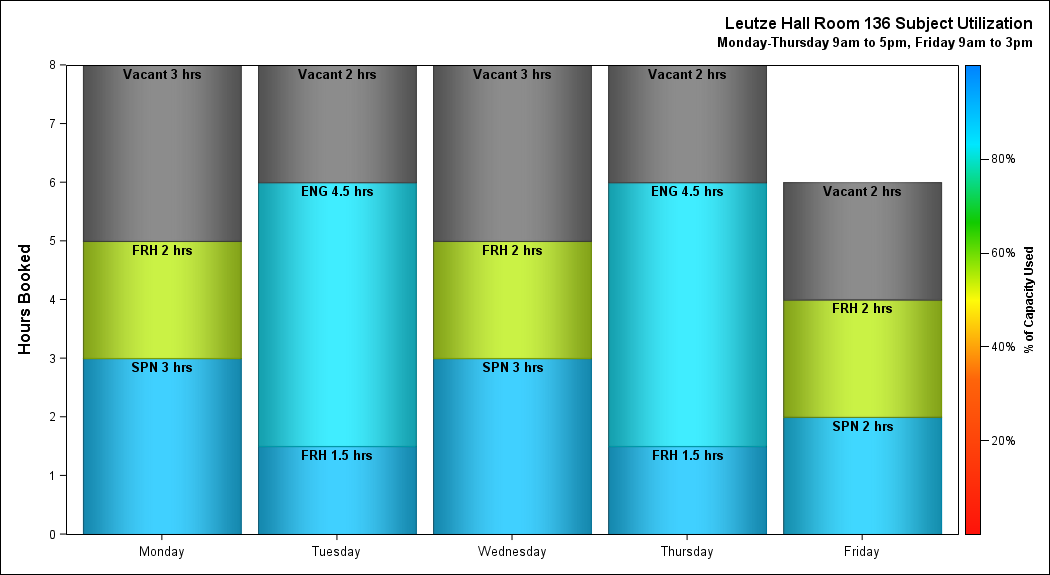 Leutze Hall Room 136 Subject Utilization
Monday-Thursday 9am to 5pm, Friday 9am to 3pm
Hours Booked
8
7
6
5
4
3
2
1
0
Vacant 3 hrs
FRH 2 hrs
SPN 3 hrs
Vacant 2 hrs
ENG 4.5 hrs
FRH 1.5 hrs
Vacant 3 hrs
FRH 2 hrs
SPN 3 hrs
Vacant 2 hrs
ENG 4.5 hrs
FRH 1.5 hrs
Vacant 2 hrs
FRH 2 hrs
SPN 2 hrs
Monday
Tuesday
Wednesday
Thursday
Friday
80%
60%
40%
20%
% of Capacity Used